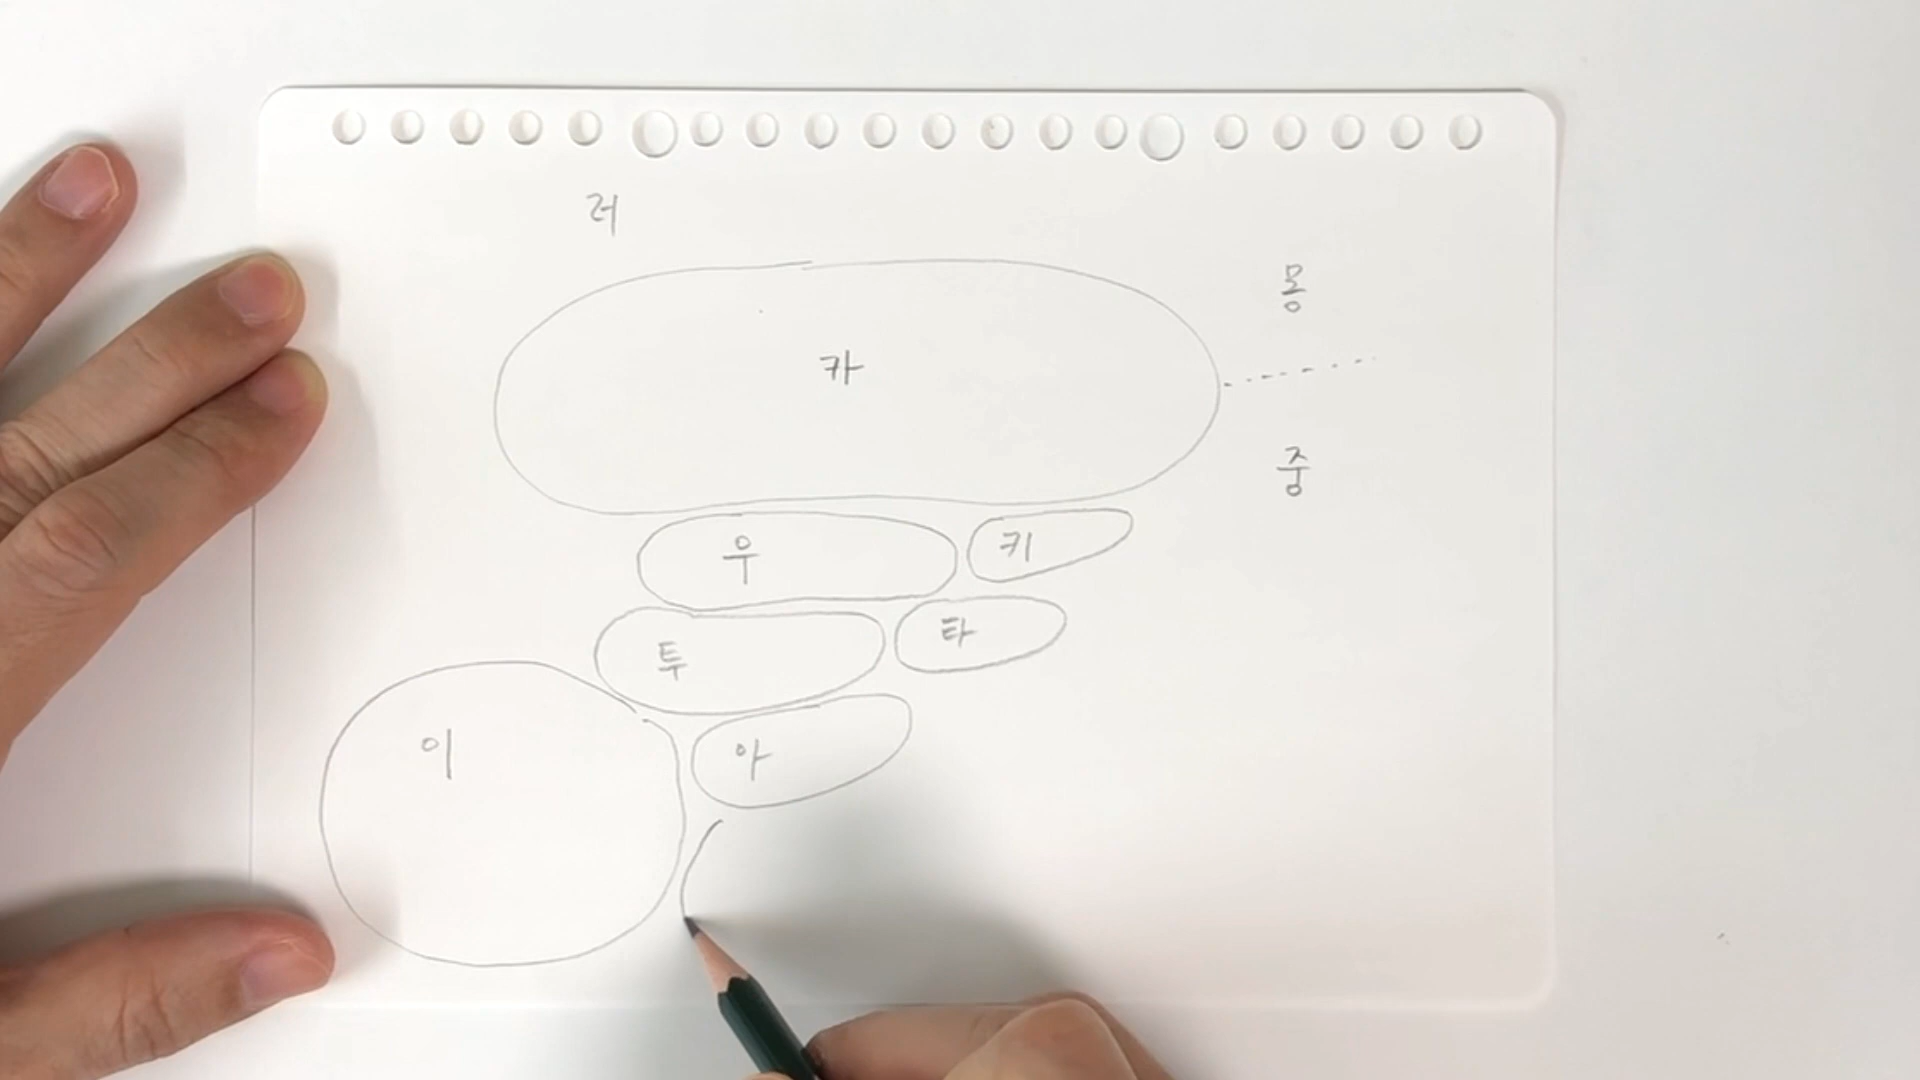 러
몽
카
중
우
키
투
타
이
아